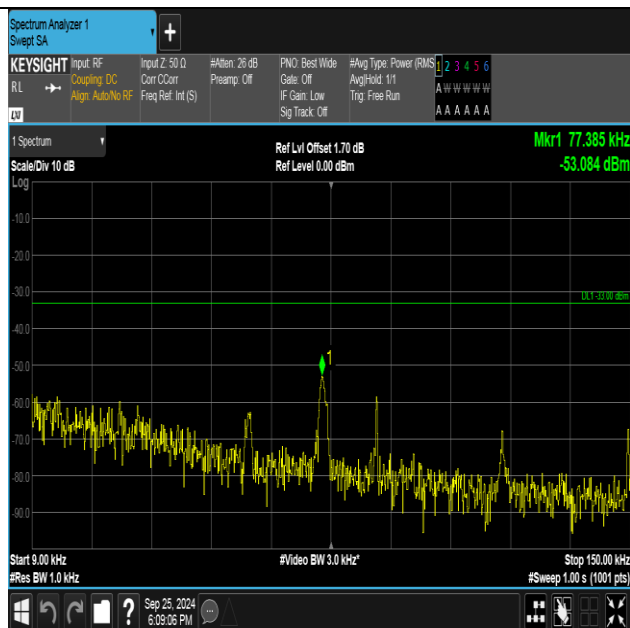 Spectrum Analyzer 1
Swept SA
+
KEYSIGHT
RL
LXI
Input: RF
Coupling: DC
Align: Auto/No RF
Input Z: 50 Ω
Corr CCorr
Freq Ref: Int (S)
#Atten: 26 dB
Preamp: Off
PNO: Best Wide
Gate: Off
IF Gain: Low
Sig Track: Off
#Avg Type: Power (RMS
Avg|Hold: 1/1
Trig: Free Run
1 2 3 4 5 6
A W W W W W
A A A A A A
1 Spectrum
Scale/Div 10 dB
Log
Ref Lvl Offset 1.70 dB
Ref Level 0.00 dBm
Mkr1 77.385 kHz
-53.084 dBm
-10.0
-20.0
-30.0
DL1 -33.00 dBm
-40.0
-50.0
1
-60.0
-70.0
-80.0
-90.0
Start 9.00 kHz
#Res BW 1.0 kHz
#Video BW 3.0 kHz*
Stop 150.00 kHz
#Sweep 1.00 s (1001 pts)
?
Sep 25, 2024
6:09:06 PM